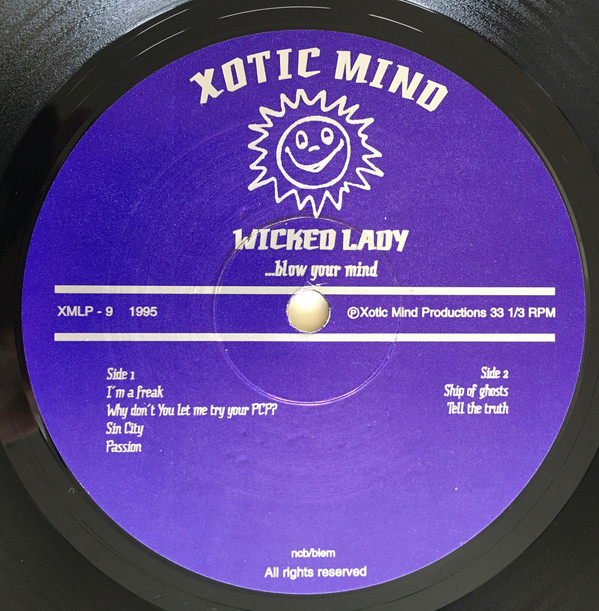 XOTIC MIND
WICKED LADY
...blow your mind
XMLP - 9 1995
ⓅXotic Mind Productions 33 1/3 RPM
Side 1
I´m a freak
Why don´t You let me try your PCP?
Sin City
Passion
Side 2
Ship of ghosts
Tell the truth
ncb/biem
All rights reserved